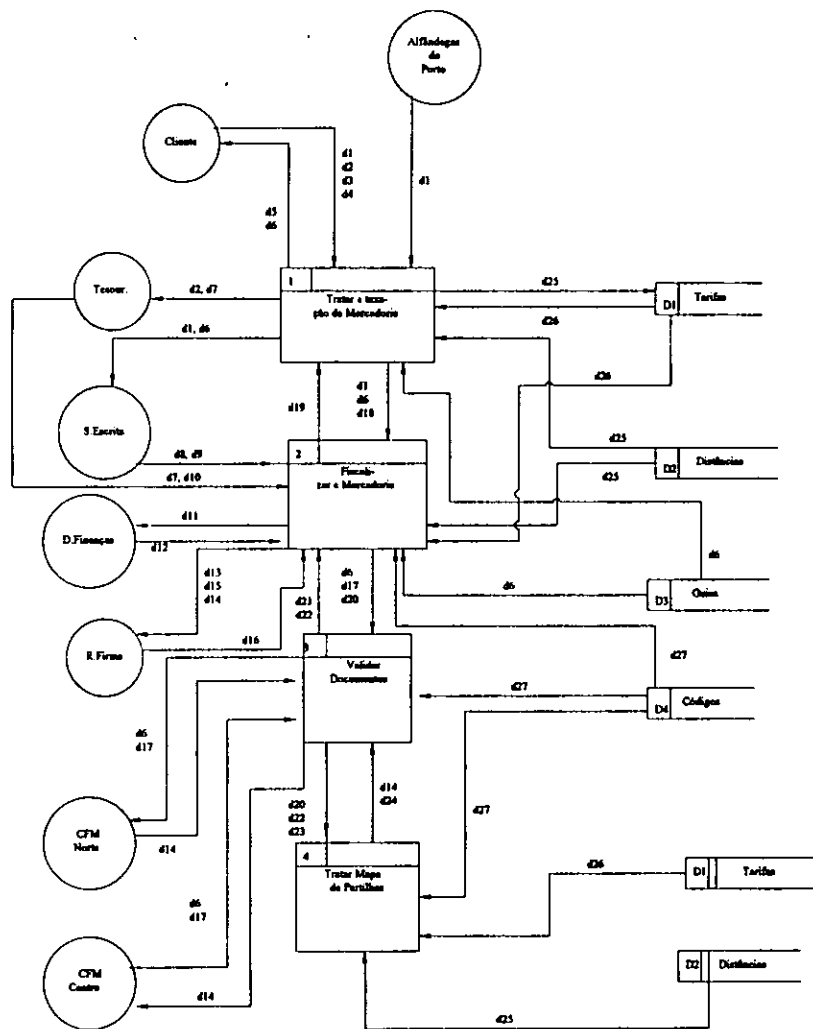 Alfândegas
do
Porto
Cliente
d1
d2
d3
d4
d1
d5
d6
1
Tratar a taxa-
ção de Mercadoria
Tesour.
d2, d7
d25
D1
Tarifas
d26
d1, d6
d26
d19
d1
d6
d18
S.Escrita
d8, d9
2
Fiscali-
zar a Mercadoria
d25
D2
Distâncias
d25
d7, d10
D.Finanças
d11
d12
d6
d13
d15
d14
d21
d22
d6
d17
d20
d6
D3
Guias
R.Firma
d16
3
Validar
Documentos
d27
d27
D4
Códigos
d6
d17
CFM
Norte
d14
d20
d22
d23
d14
d24
d27
4
Tratar Mapa
de Partilhas
d26
D1
Tarifas
d6
d17
CFM
Centro
d14
D2
Distâncias
d25